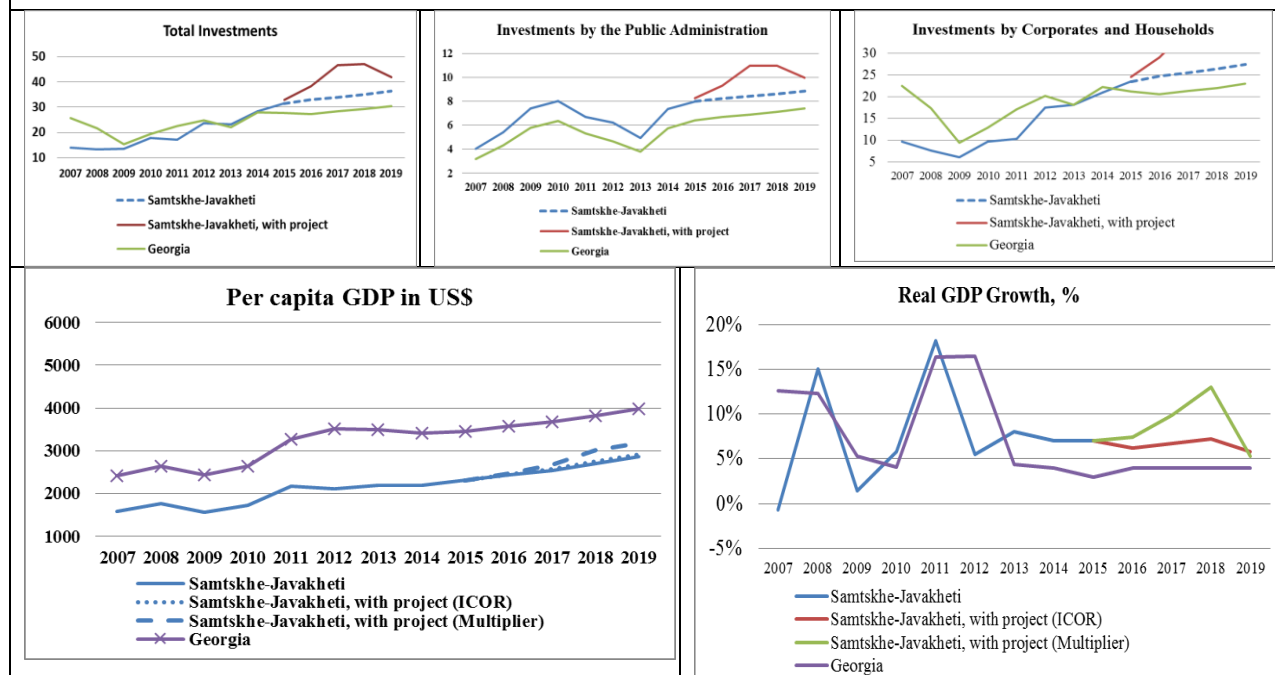 Total Investments
50
40
30
20
10
2007 2008 2009 2010 2011 2012 2013 2014 2015 2016 2017 2018 2019
Samtskhe-Javakheti
Samtskhe-Javakheti, with project
Georgia
Investments by the Public Administration
12
10
8
6
4
2
2007 2008 2009 2010 2011 2012 2013 2014 2015 2016 2017 2018 2019
Samtskhe-Javakheti
Samtskhe-Javakheti, with project
Georgia
Investments by Corporates and Households
30
25
20
15
10
5
2007 2008 2009 2010 2011 2012 2013 2014 2015 2016 2017 2018 2019
Samtskhe-Javakheti
Samtskhe-Javakheti, with project
Georgia
Per capita GDP in US$
6000
5000
4000
3000
2000
1000
2007 2008 2009 2010 2011 2012 2013 2014 2015 2016 2017 2018 2019
Samtskhe-Javakheti
Samtskhe-Javakheti, with project (ICOR)
Samtskhe-Javakheti, with project (Multiplier)
Georgia
Real GDP Growth, %
20%
15%
10%
5%
0%
-5%
2007 2008 2009 2010 2011 2012 2013 2014 2015 2016 2017 2018 2019
Samtskhe-Javakheti
Samtskhe-Javakheti, with project (ICOR)
Samtskhe-Javakheti, with project (Multiplier)
Georgia